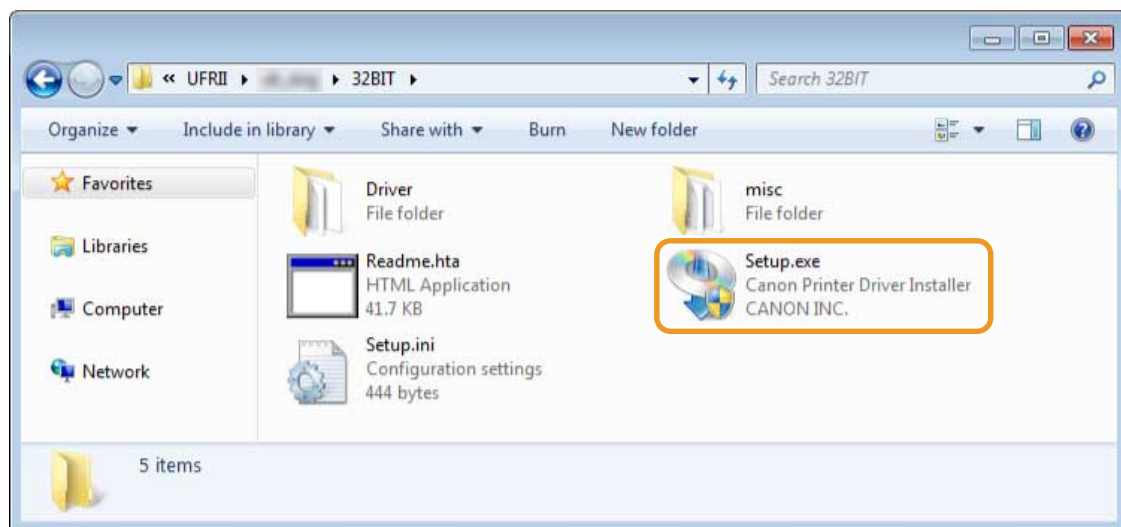 « UFRII ▸ ▸ 32BIT ▸
Search 32BIT
Organize ▾ Include in library ▾ Share with ▾ Burn New folder
Favorites
Libraries
Computer
Network
Driver
File folder
misc
File folder
Readme.hta
HTML Application
41.7 KB
Setup.exe
Canon Printer Driver Installer
CANON INC.
Setup.ini
Configuration settings
444 bytes
5 items